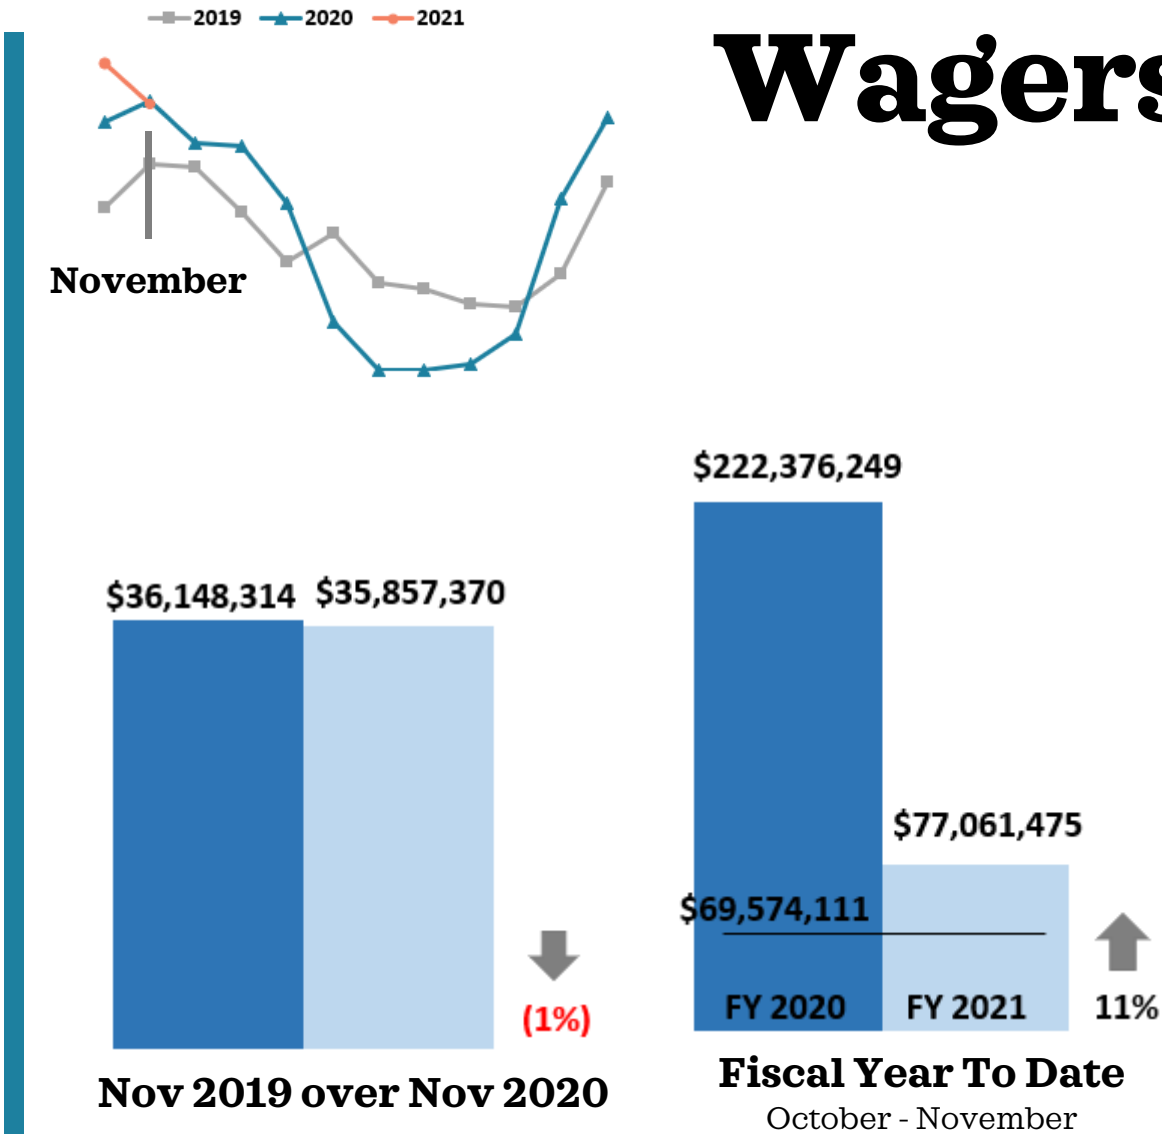 2019 2020 2021
Wagers
November
$222,376,249
$36,148,314 $35,857,370
$77,061,475
$69,574,111
FY 2020 FY 2021 11%
(1%)
Nov 2019 over Nov 2020
Fiscal Year To Date
October - November